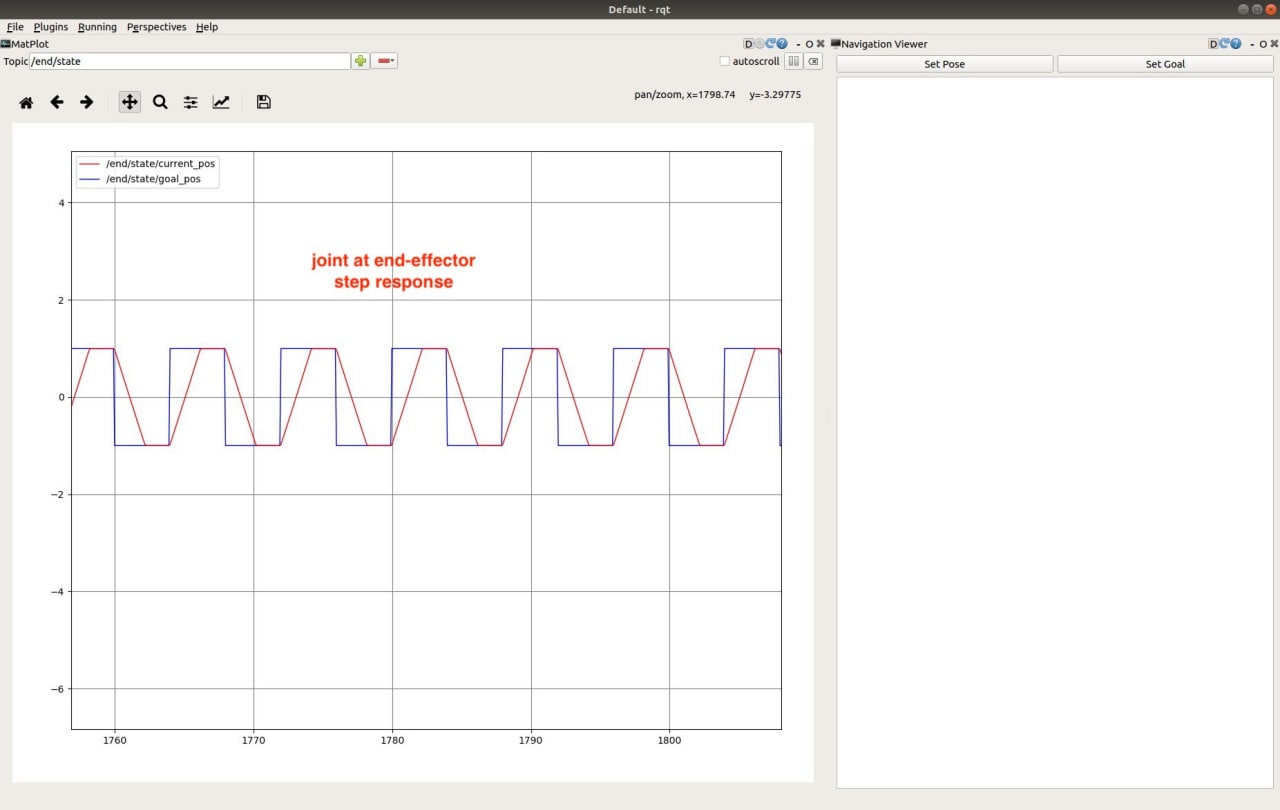 Default - rqt
File Plugins Running Perspectives Help
MatPlot
D
?
- O
Navigation Viewer
D
?
- O
Topic /end/state
autoscroll
Set Pose
Set Goal
pan/zoom, x=1798.74 y=-3.29775
/end/state/current_pos
/end/state/goal_pos
joint at end-effector
step response
4
2
0
−2
−4
−6
1760 1770 1780 1790 1800